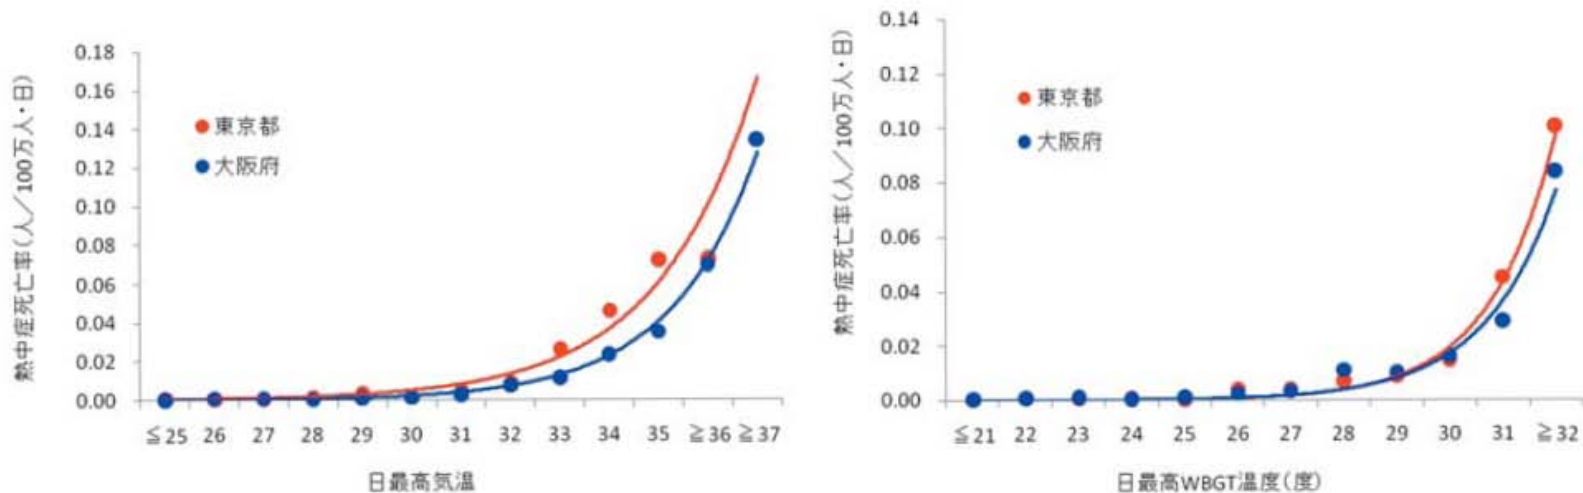 熱中症死亡率(人/100万人・日)
0.18
0.16
0.14
0.12
0.10
0.08
0.06
0.04
0.02
0.00
東京都
大阪府
≦25 26 27 28 29 30 31 32 33 34 35 ≧36 ≧37
日最高気温
熱中症死亡率(人/100万人・日)
0.14
0.12
0.10
0.08
0.06
0.04
0.02
0.00
東京都
大阪府
≦21 22 23 24 25 26 27 28 29 30 31 ≧32
日最高WBGT温度(度)